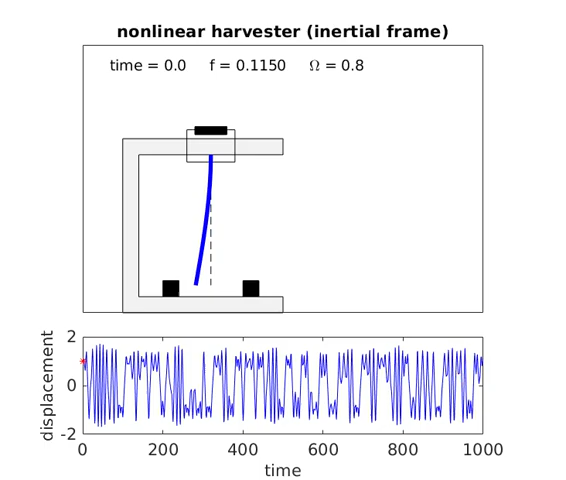 nonlinear harvester (inertial frame)
time = 0.0 f = 0.1150 Ω = 0.8
displacement
2
0
-2
0 200 400 600 800 1000
time